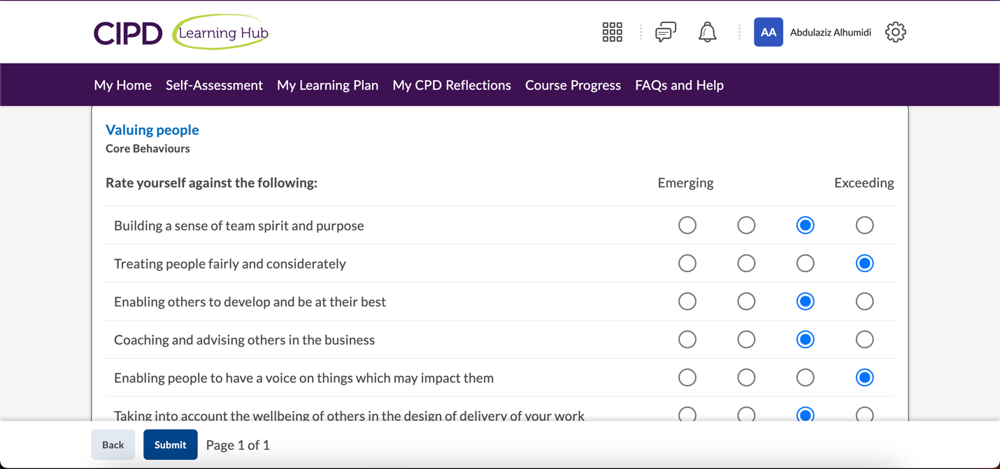 CIPD Learning Hub
AA Abdulaziz Alhumidi
My Home Self-Assessment My Learning Plan My CPD Reflections Course Progress FAQs and Help
Valuing people
Core Behaviours
Rate yourself against the following: Emerging Exceeding
Building a sense of team spirit and purpose
Treating people fairly and considerately
Enabling others to develop and be at their best
Coaching and advising others in the business
Enabling people to have a voice on things which may impact them
Taking into account the wellbeing of others in the design of delivery of your work
Back Submit Page 1 of 1